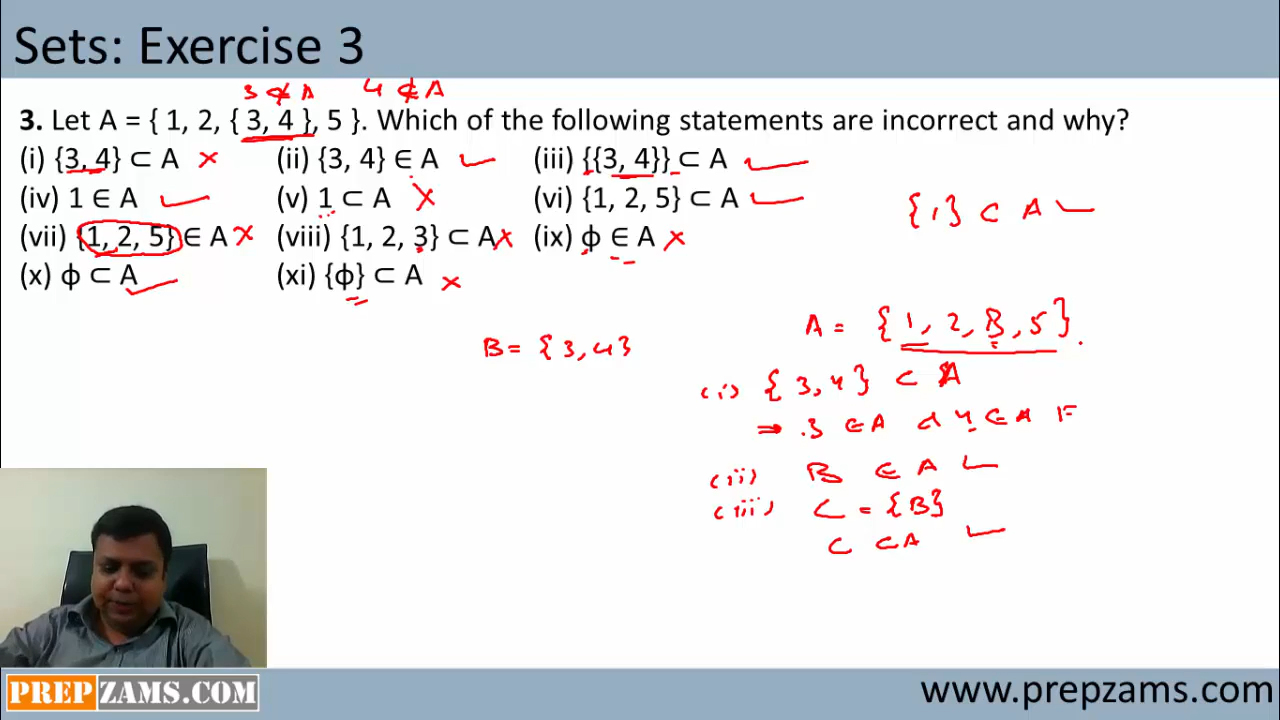 Sets: Exercise 3
3 ∉ A 4 ∉ A
3. Let A = { 1, 2, { 3, 4 }, 5 }. Which of the following statements are incorrect and why?
(i) {3, 4} ⊂ A × (ii) {3, 4} ∈ A ✓ (iii) {{3, 4}} ⊂ A ✓
(iv) 1 ∈ A ✓ (v) 1 ⊂ A × (vi) {1, 2, 5} ⊂ A ✓
{1} ⊂ A ✓
(vii) {1, 2, 5} ∈ A × (viii) {1, 2, 3} ⊂ A × (ix) ф ∈ A ×
(x) ф ⊂ A ✓ (xi) {ф} ⊂ A ×
A = {1, 2, B, 5}.
B = {3, 4}
(i) {3, 4} ⊂ A
⇒ 3 ∈ A & 4 ∈ A F
(ii) B ∈ A ✓
(iii) C = {B}
C ⊂ A ✓
PREPZAMS.COM
www.prepzams.com